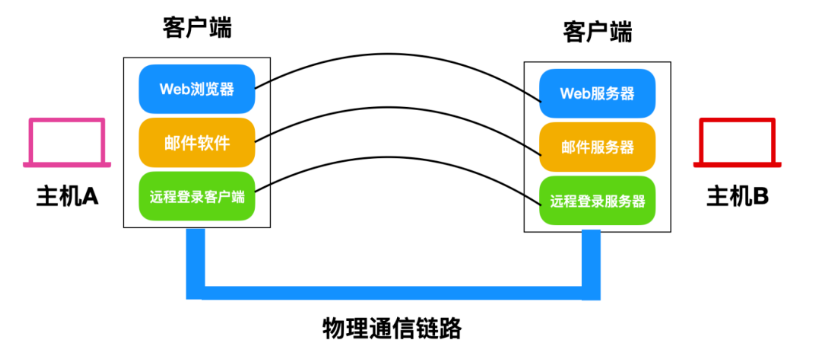 客户端
客户端
Web浏览器
Web服务器
邮件软件
邮件服务器
远程登录客户端
远程登录服务器
主机A
主机B
物理通信链路